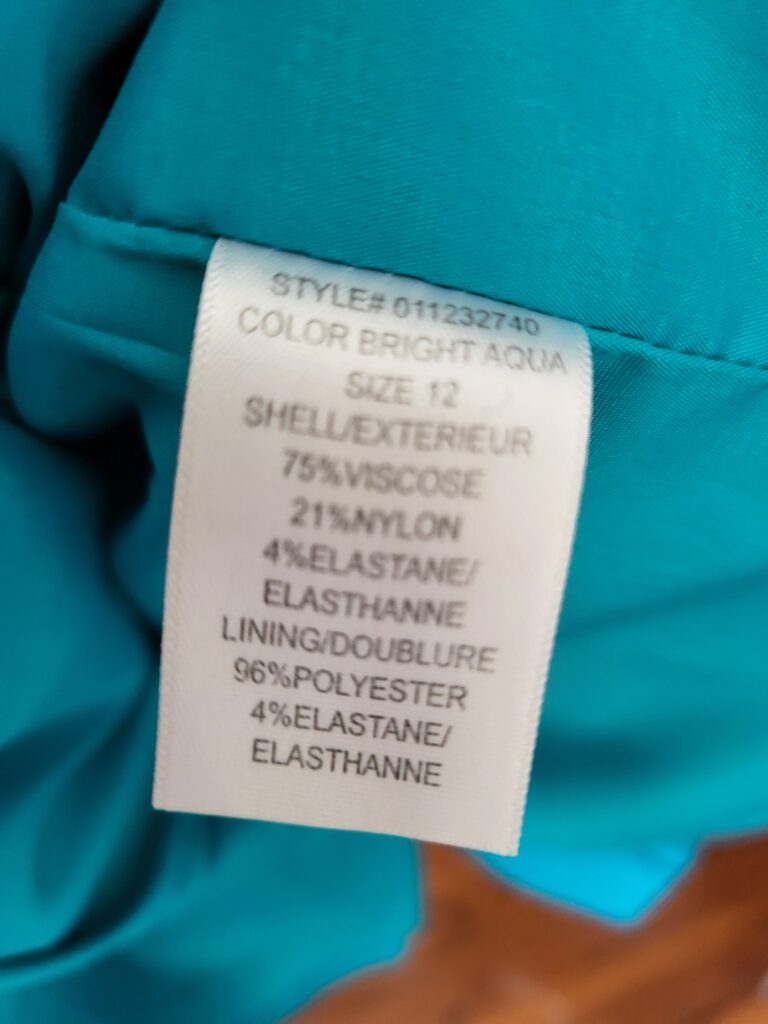 STYLE# 011232740
COLOR BRIGHT AQUA
SIZE 12
SHELL/EXTERIEUR
75%VISCOSE
21%NYLON
4%ELASTANE/
ELASTHANNE
LINING/DOUBLURE
96%POLYESTER
4%ELASTANE/
ELASTHANNE